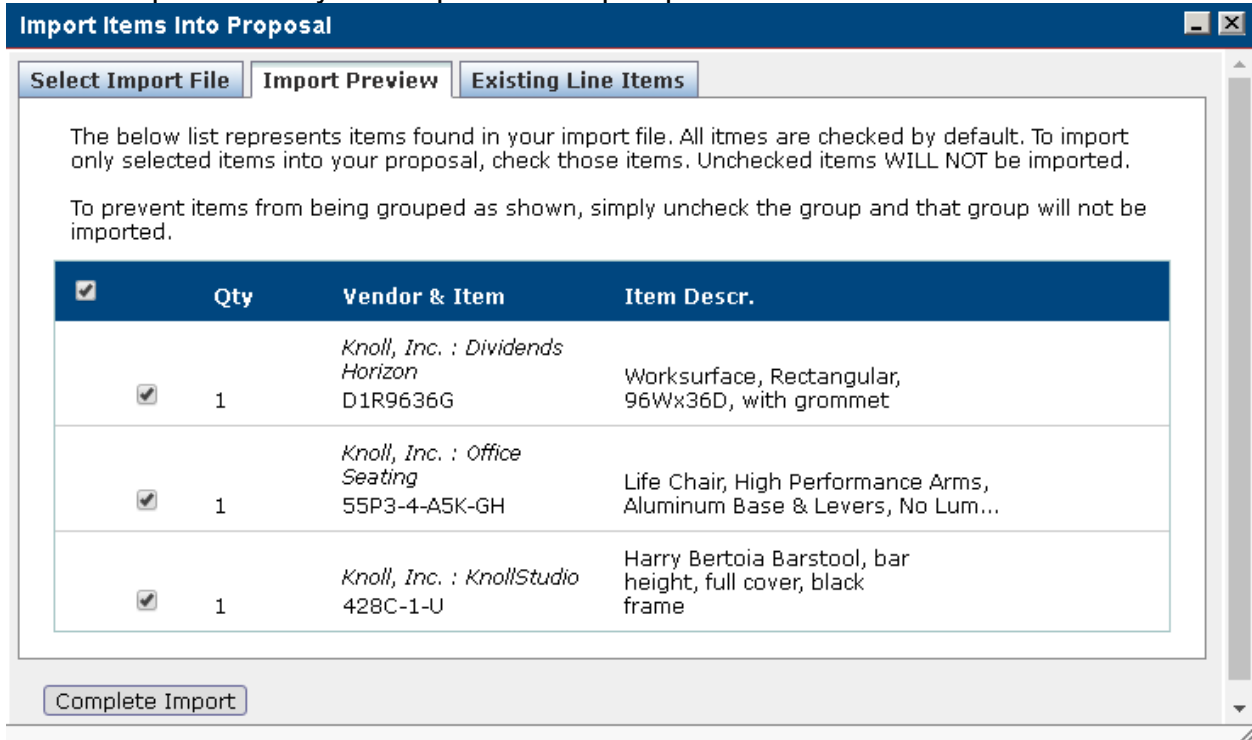 Import Items Into Proposal
Select Import File
Import Preview
Existing Line Items
The below list represents items found in your import file. All itmes are checked by default. To import
only selected items into your proposal, check those items. Unchecked items WILL NOT be imported.
To prevent items from being grouped as shown, simply uncheck the group and that group will not be
imported.
Qty Vendor & Item Item Descr.
Knoll, Inc. : Dividends
Horizon
D1R9636G
1
Worksurface, Rectangular,
96Wx36D, with grommet
Knoll, Inc. : Office
Seating
55P3-4-A5K-GH
1
Life Chair, High Performance Arms,
Aluminum Base & Levers, No Lum...
Knoll, Inc. : KnollStudio
428C-1-U
1
Harry Bertoia Barstool, bar
height, full cover, black
frame
Complete Import